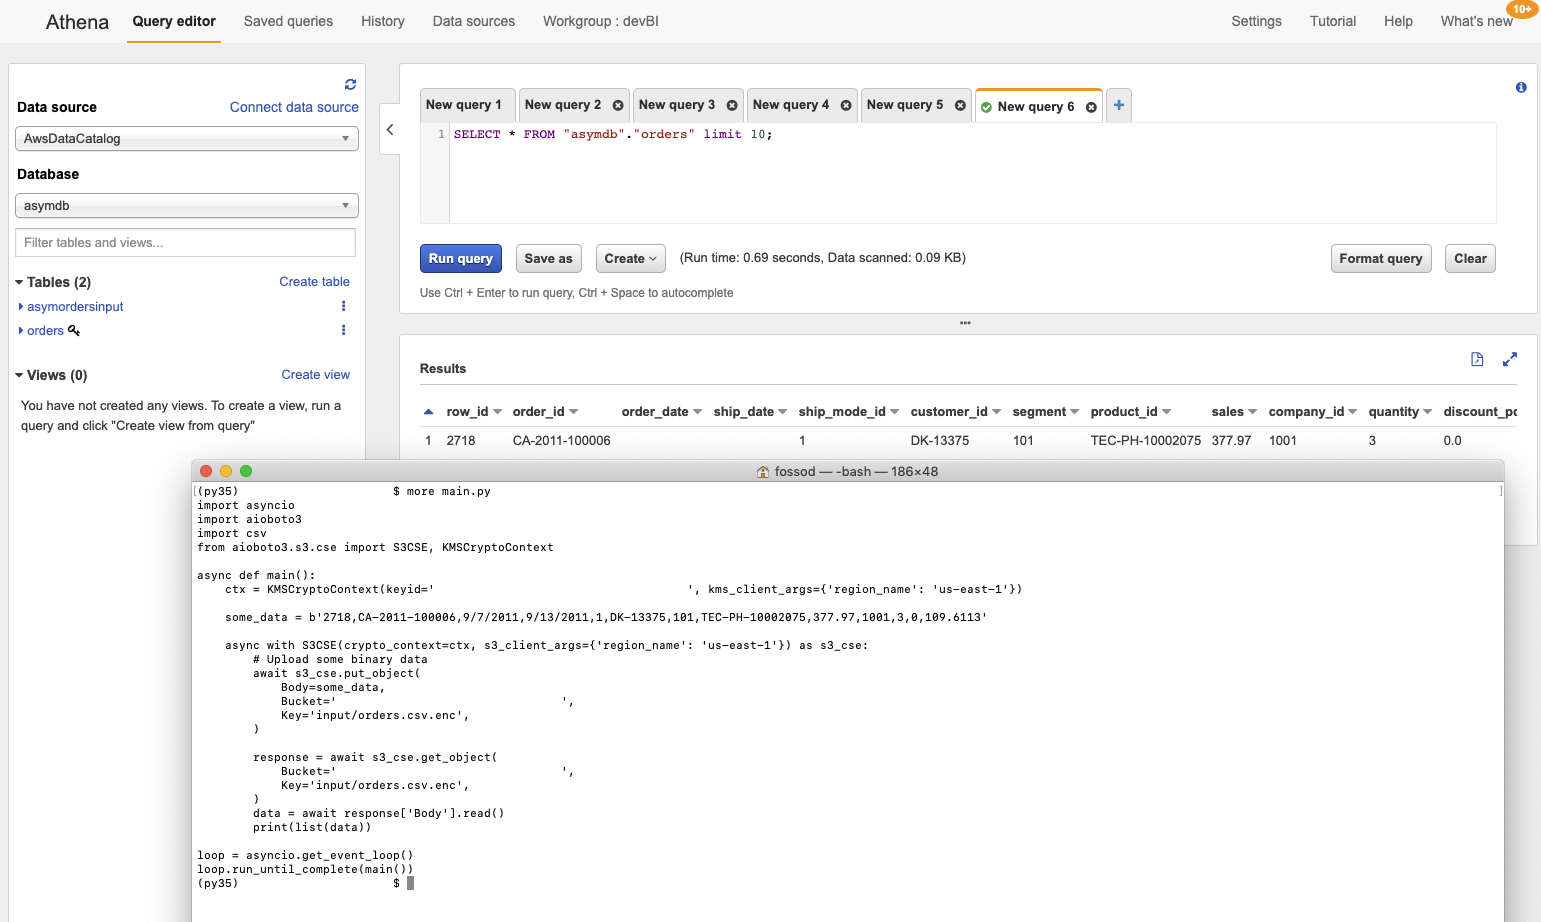 Athena Query editor Saved queries History Data sources Workgroup : devBI Settings Tutorial Help What's new 10+
Data source Connect data source
AwsDataCatalog
Database
asymdb
Filter tables and views...
Tables (2) Create table
asymordersinput
orders
Views (0) Create view
You have not created any views. To create a view, run a
query and click "Create view from query"
New query 1 New query 2 New query 3 New query 4 New query 5 New query 6
1 SELECT * FROM "asymdb"."orders" limit 10;
Run query Save as Create (Run time: 0.69 seconds, Data scanned: 0.09 KB) Format query Clear
Use Ctrl + Enter to run query, Ctrl + Space to autocomplete
Results
row_id order_id order_date ship_date ship_mode_id customer_id segment product_id sales company_id quantity discount_pc
1 2718 CA-2011-100006 1 DK-13375 101 TEC-PH-10002075 377.97 1001 3 0.0
fossod — -bash — 186×48
(py35) $ more main.py
import asyncio
import aioboto3
import csv
from aioboto3.s3.cse import S3CSE, KMSCryptoContext
async def main():
ctx = KMSCryptoContext(keyid=' ', kms_client_args={'region_name': 'us-east-1'})
some_data = b'2718,CA-2011-100006,9/7/2011,9/13/2011,1,DK-13375,101,TEC-PH-10002075,377.97,1001,3,0,109.6113'
async with S3CSE(crypto_context=ctx, s3_client_args={'region_name': 'us-east-1'}) as s3_cse:
# Upload some binary data
await s3_cse.put_object(
Body=some_data,
Bucket=' ',
Key='input/orders.csv.enc',
)
response = await s3_cse.get_object(
Bucket=' ',
Key='input/orders.csv.enc',
)
data = await response['Body'].read()
print(list(data))
loop = asyncio.get_event_loop()
loop.run_until_complete(main())
(py35) $